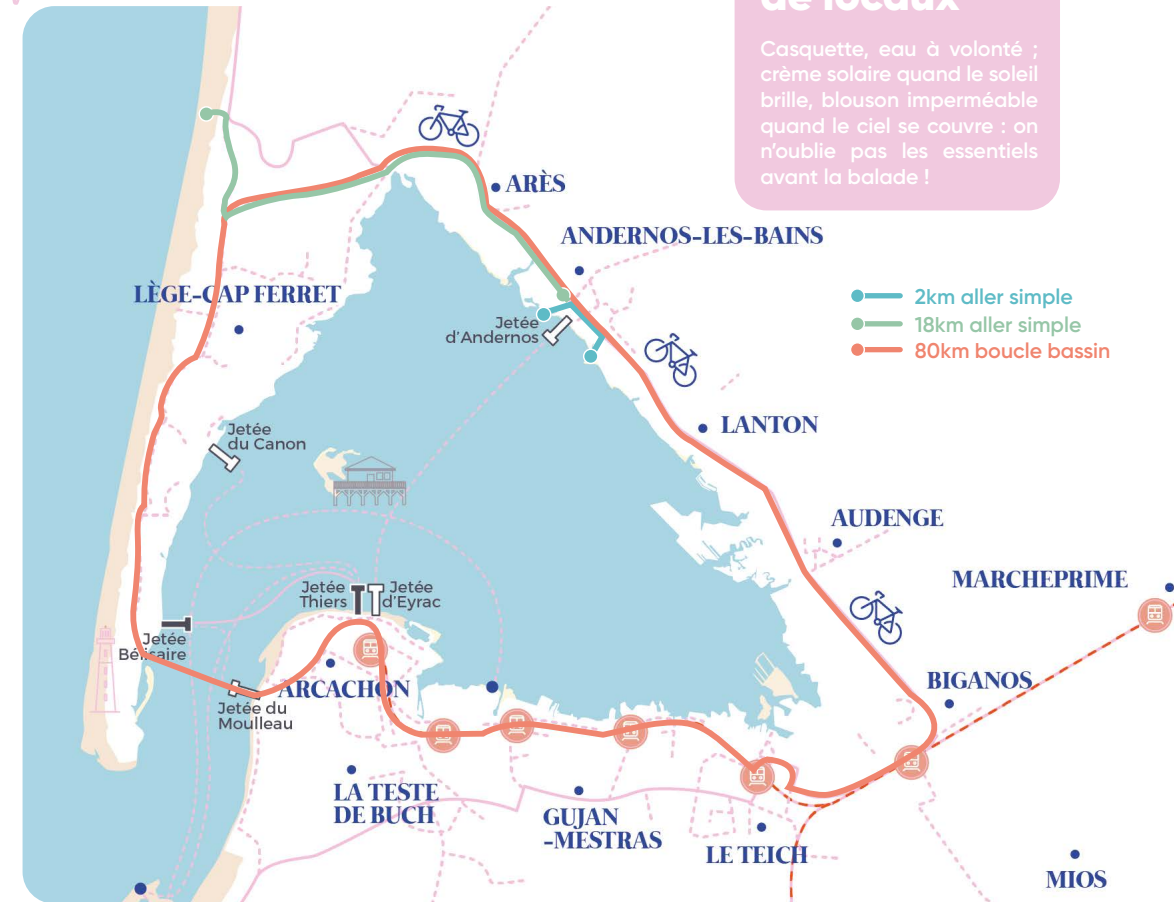 de locaux
Casquette, eau à volonté ;
crème solaire quand le soleil
brille, blouson imperméable
quand le ciel se couvre : on
n'oublie pas les essentiels
avant la balade !
ARÈS
ANDERNOS-LES-BAINS
LÈGE-CAP FERRET
2km aller simple
18km aller simple
80km boucle bassin
Jetée
d'Andernos
LANTON
Jetée
du Canon
AUDENGE
MARCHEPRIME
Jetée
Thiers
Jetée
d'Eyrac
Jetée
Bélisaire
ARCACHON
BIGANOS
Jetée du
Moulleau
LA TESTE
DE BUCH
GUJAN
-MESTRAS
LE TEICH
MIOS